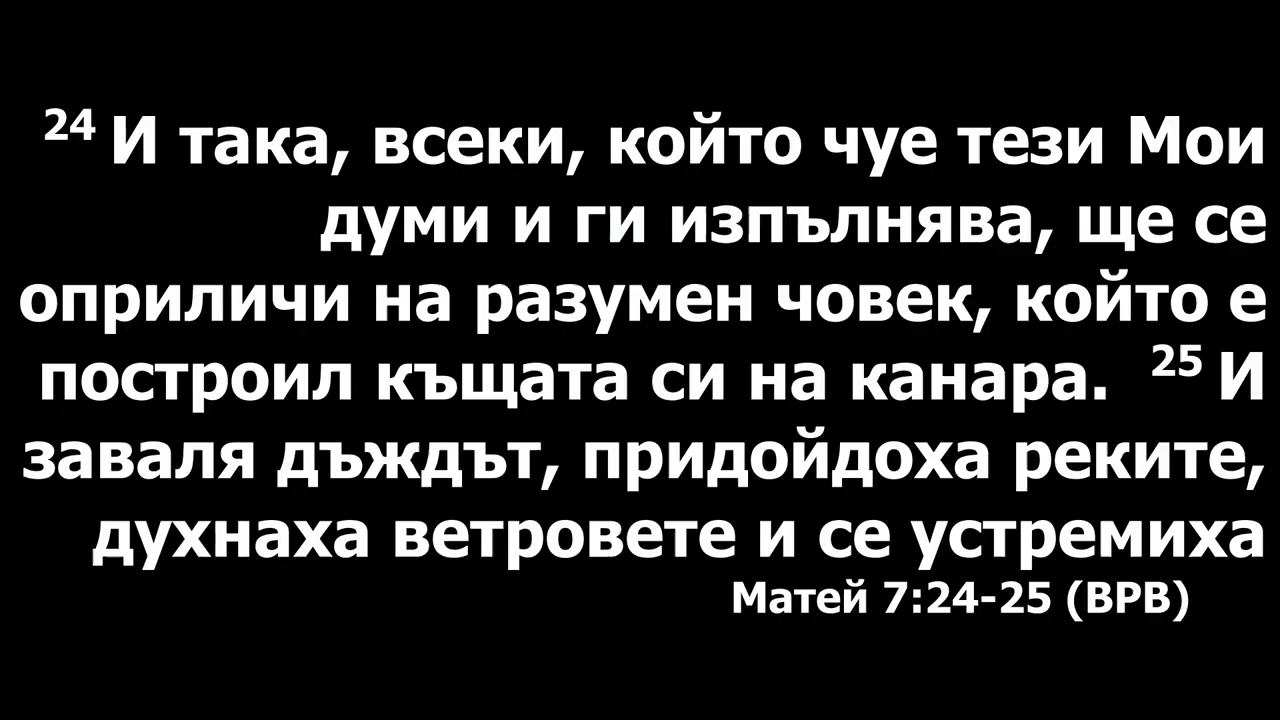 24 И така, всеки, който чуе тези Мои
думи и ги изпълнява, ще се
оприличи на разумен човек, който е
построил къщата си на канара. 25 И
заваля дъждът, придойдоха реките,
духнаха ветровете и се устремиха
Матей 7:24-25 (ВРВ)